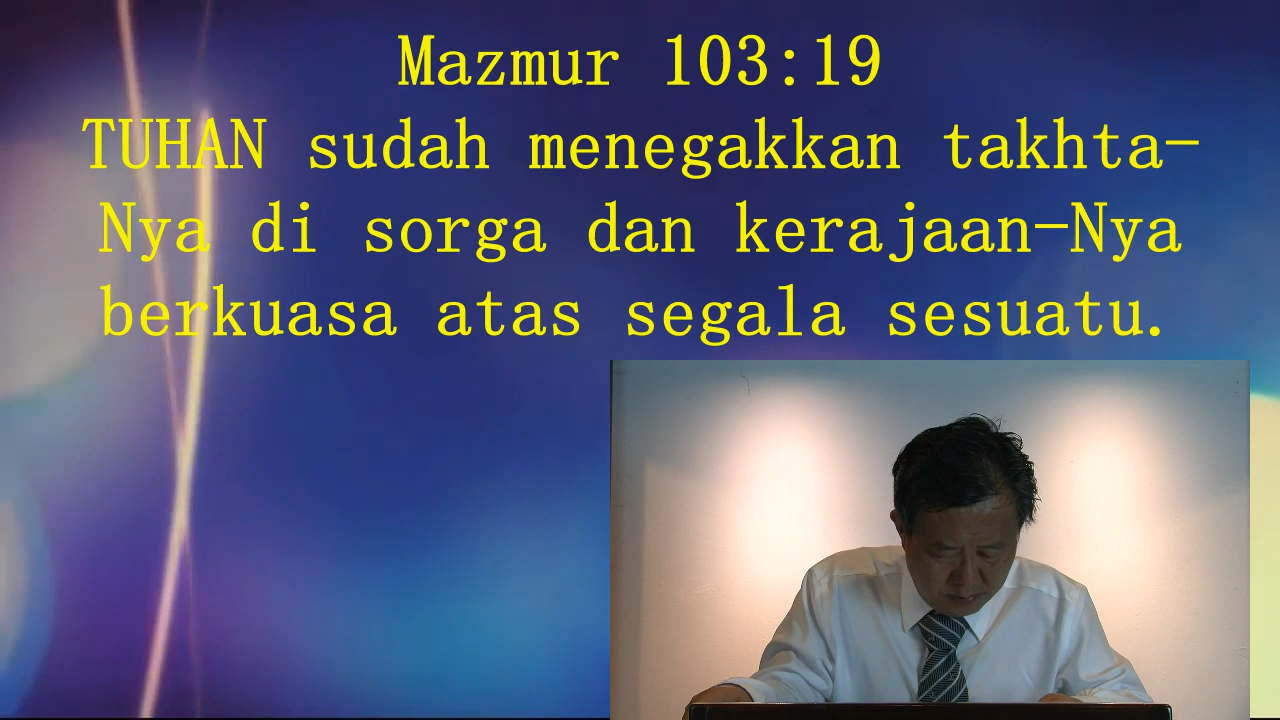 Mazmur 103:19
TUHAN sudah menegakkan takhta-
Nya di sorga dan kerajaan-Nya
berkuasa atas segala sesuatu.